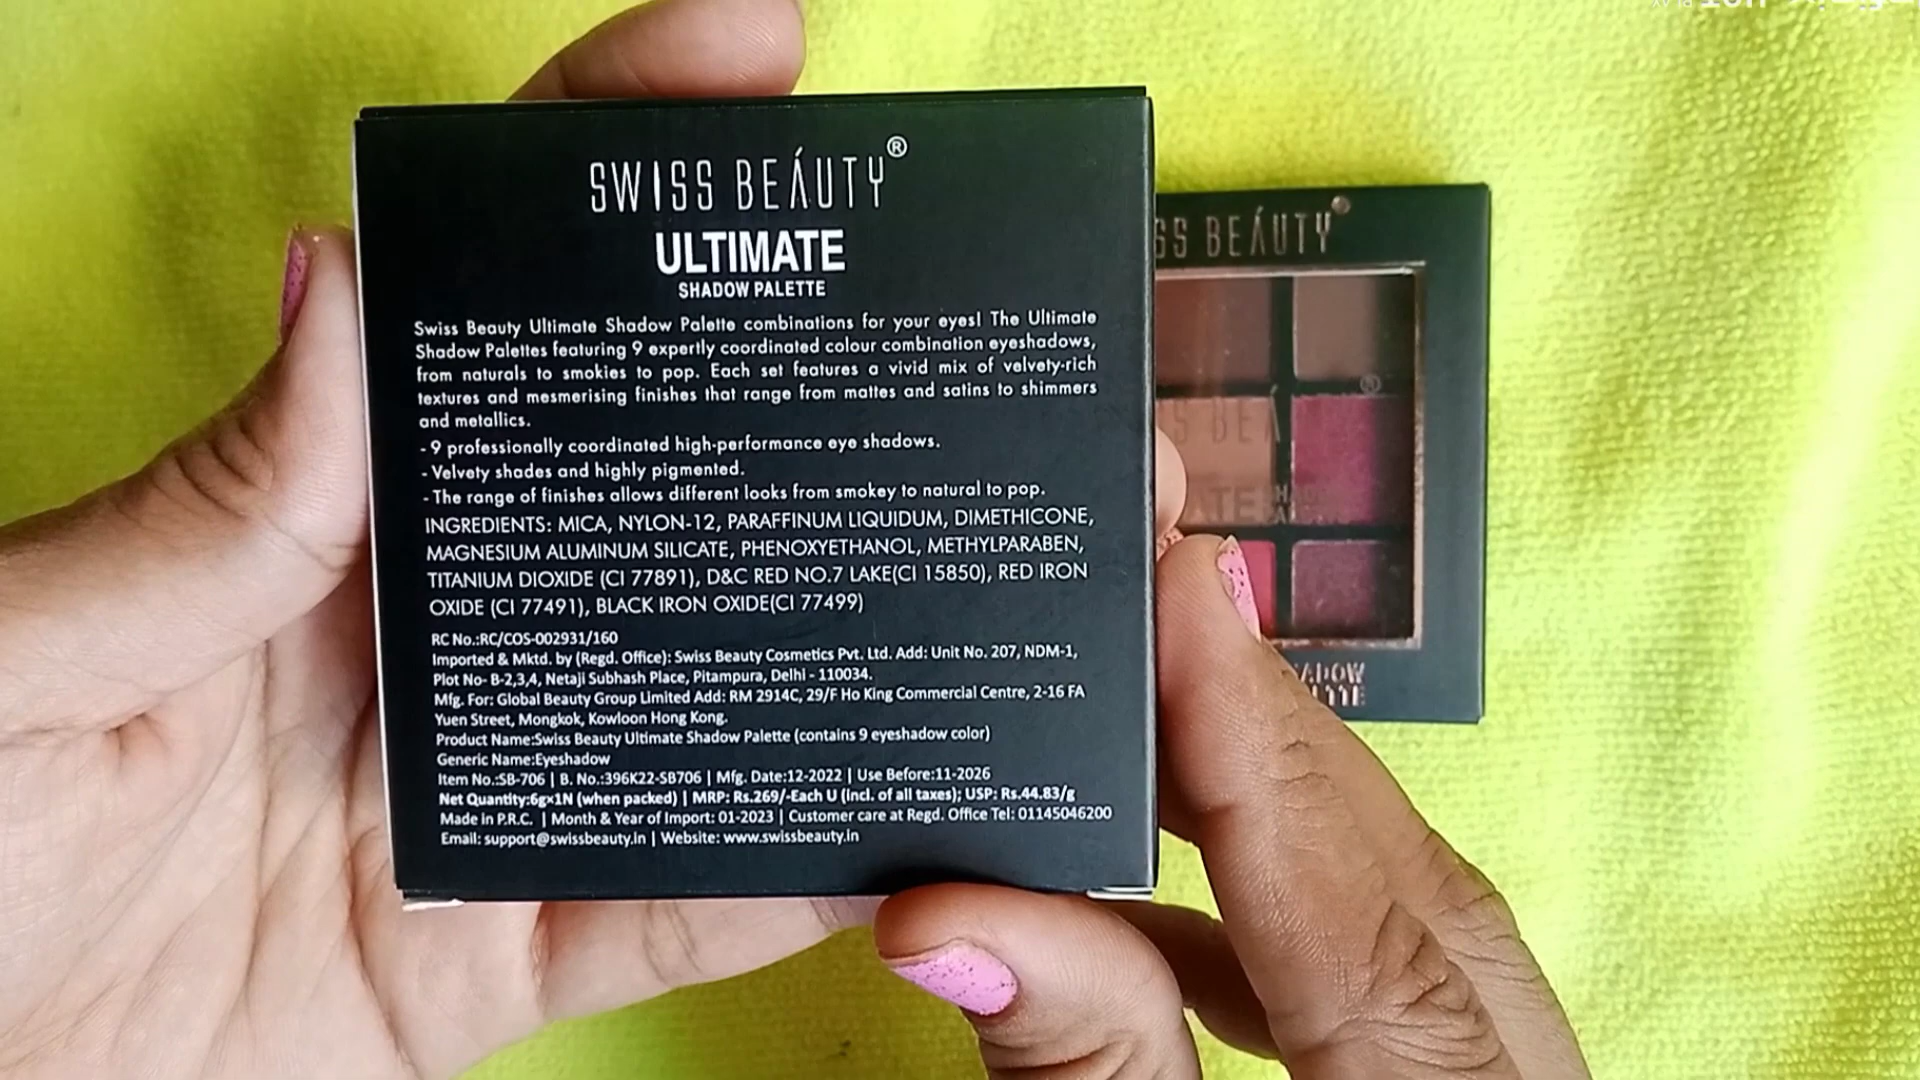 SWISS BEÁUTY®
ULTIMATE
SHADOW PALETTE
Swiss Beauty Ultimate Shadow Palette combinations for your eyes! The Ultimate
Shadow Palettes featuring 9 expertly coordinated colour combination eyeshadows,
from naturals to smokies to pop. Each set features a vivid mix of velvety-rich
textures and mesmerising finishes that range from mattes and satins to shimmers
and metallics.
- 9 professionally coordinated high-performance eye shadows.
- Velvety shades and highly pigmented.
- The range of finishes allows different looks from smokey to natural to pop.
INGREDIENTS: MICA, NYLON-12, PARAFFINUM LIQUIDUM, DIMETHICONE,
MAGNESIUM ALUMINUM SILICATE, PHENOXYETHANOL, METHYLPARABEN,
TITANIUM DIOXIDE (CI 77891), D&C RED NO.7 LAKE(CI 15850), RED IRON
OXIDE (CI 77491), BLACK IRON OXIDE(CI 77499)
RC No.:RC/COS-002931/160
Imported & Mktd. by (Regd. Office): Swiss Beauty Cosmetics Pvt. Ltd. Add: Unit No. 207, NDM-1,
Plot No- B-2,3,4, Netaji Subhash Place, Pitampura, Delhi - 110034.
Mfg. For: Global Beauty Group Limited Add: RM 2914C, 29/F Ho King Commercial Centre, 2-16 FA
Yuen Street, Mongkok, Kowloon Hong Kong.
Product Name:Swiss Beauty Ultimate Shadow Palette (contains 9 eyeshadow color)
Generic Name:Eyeshadow
Item No.:SB-706 | B. No.:396K22-SB706 | Mfg. Date:12-2022 | Use Before:11-2026
Net Quantity:6g×1N (when packed) | MRP: Rs.269/-Each U (Incl. of all taxes); USP: Rs.44.83/g
Made in P.R.C. | Month & Year of Import: 01-2023 | Customer care at Regd. Office Tel: 01145046200
Email: support@swissbeauty.in | Website: www.swissbeauty.in
SS BEÁUTY
S BEÁ
ATE
ADOW